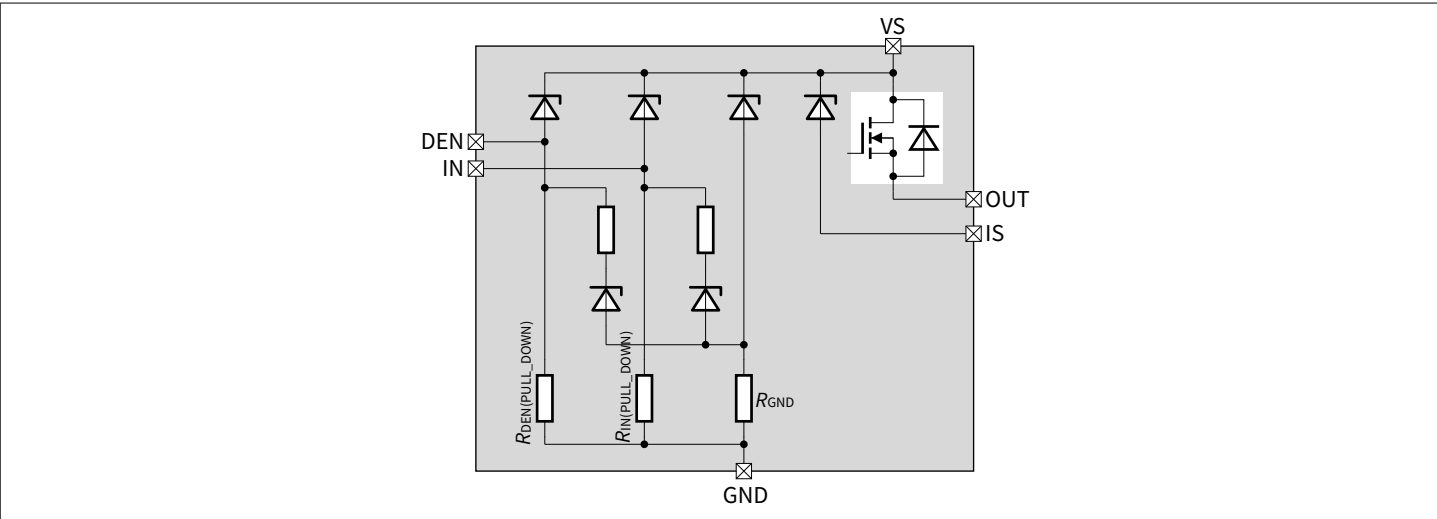 VS
DEN
IN
OUT
IS
RDEN(PULL_DOWN)
RIN(PULL_DOWN)
RGND
GND